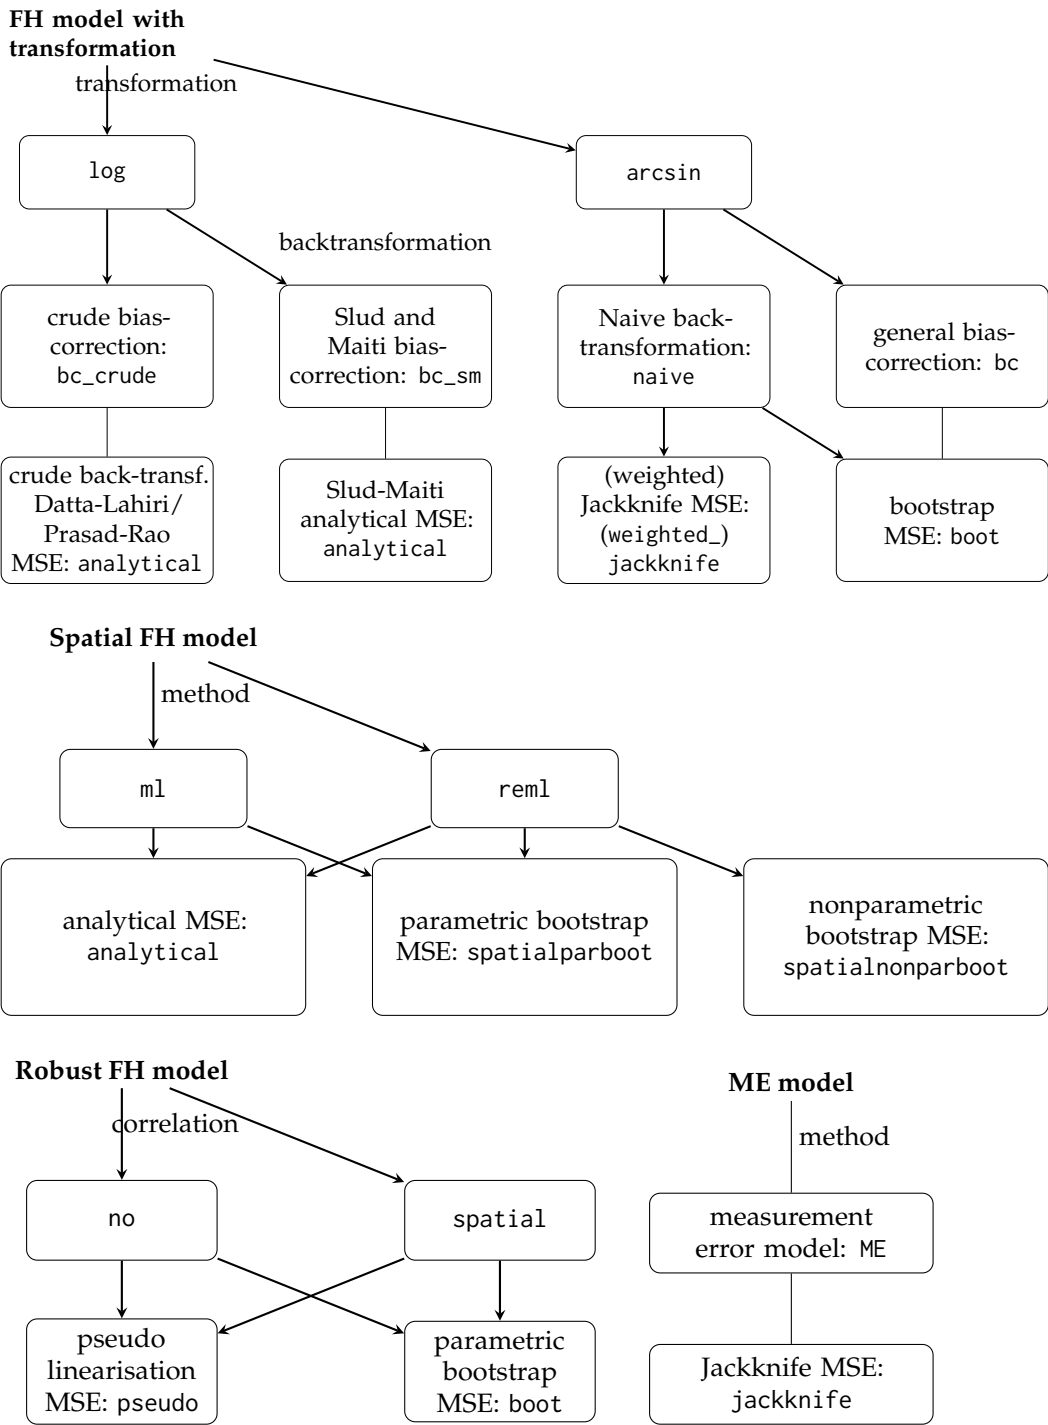 FH model with
transformation
transformation
log
arcsin
backtransformation
crude bias-
correction:
bc_crude
Slud and
Maiti bias-
correction: bc_sm
Naive back-
transformation:
naive
general bias-
correction: bc
crude back-transf.
Datta-Lahiri/
Prasad-Rao
MSE: analytical
Slud-Maiti
analytical MSE:
analytical
(weighted)
Jackknife MSE:
(weighted_)
jackknife
bootstrap
MSE: boot
Spatial FH model
method
ml
reml
analytical MSE:
analytical
parametric bootstrap
MSE: spatialparboot
nonparametric
bootstrap MSE:
spatialnonparboot
Robust FH model
correlation
no
spatial
pseudo
linearisation
MSE: pseudo
parametric
bootstrap
MSE: boot
ME model
method
measurement
error model: ME
Jackknife MSE:
jackknife